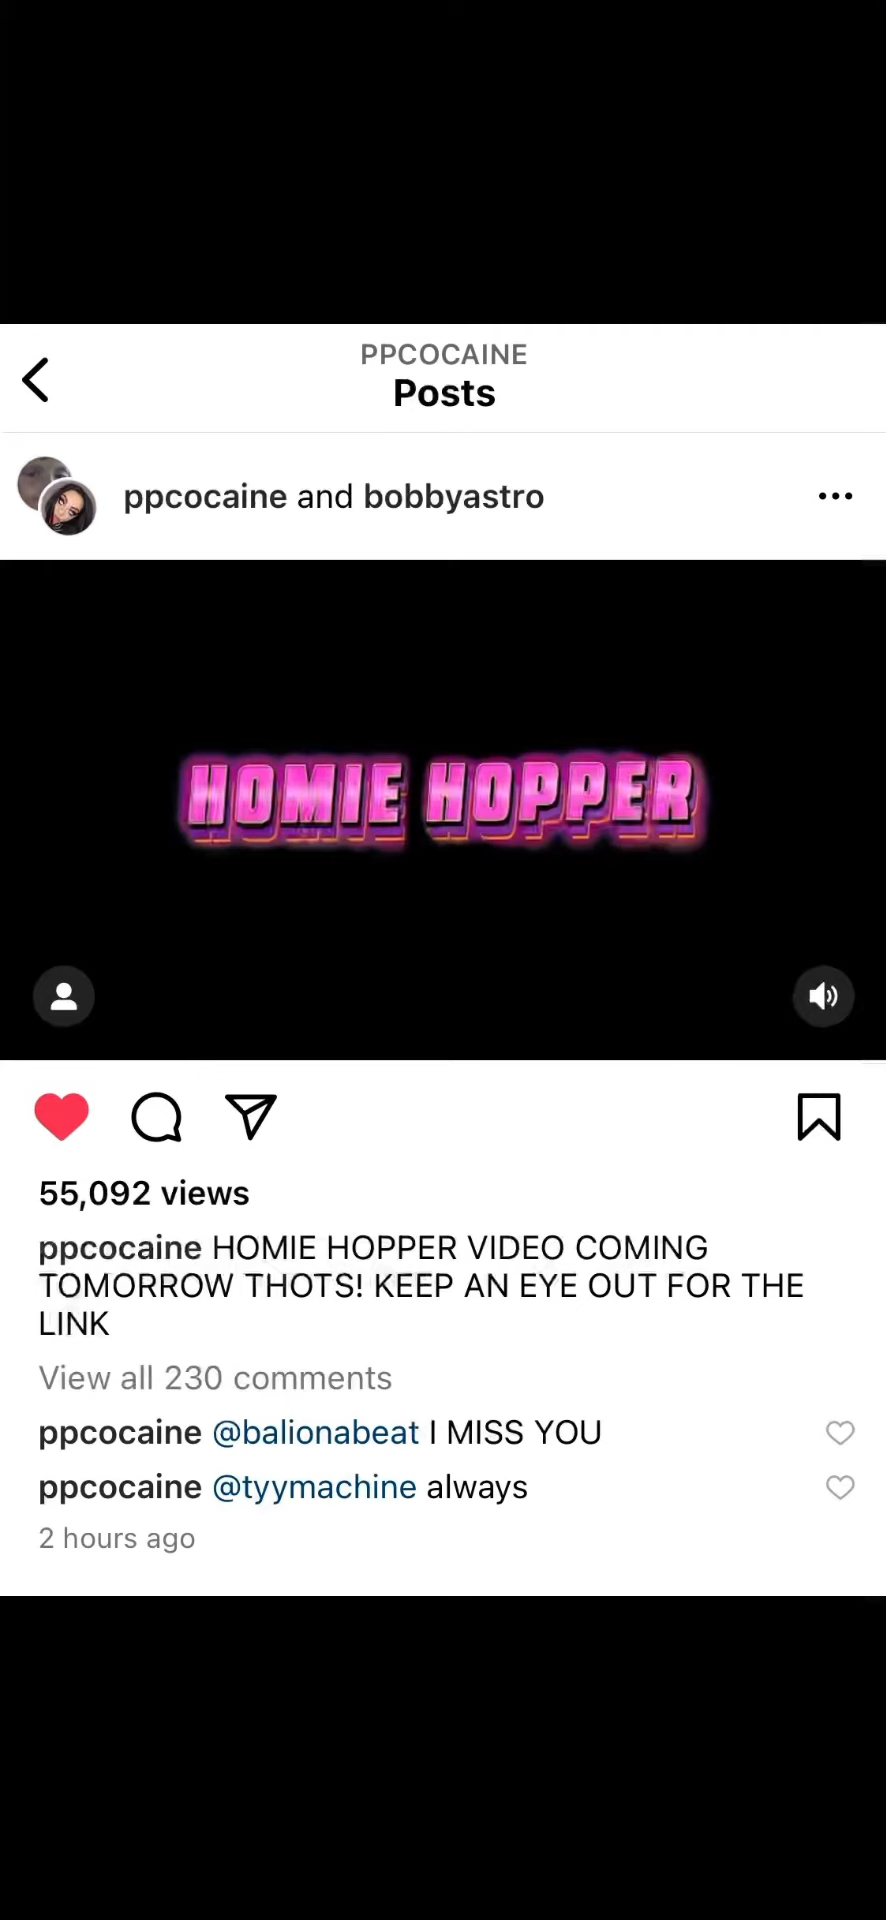 PPCOCAINE
Posts
ppcocaine and bobbyastro
HOMIE HOPPER
55,092 views
ppcocaine HOMIE HOPPER VIDEO COMING
TOMORROW THOTS! KEEP AN EYE OUT FOR THE
LINK
View all 230 comments
ppcocaine @balionabeat I MISS YOU
ppcocaine @tyymachine always
2 hours ago